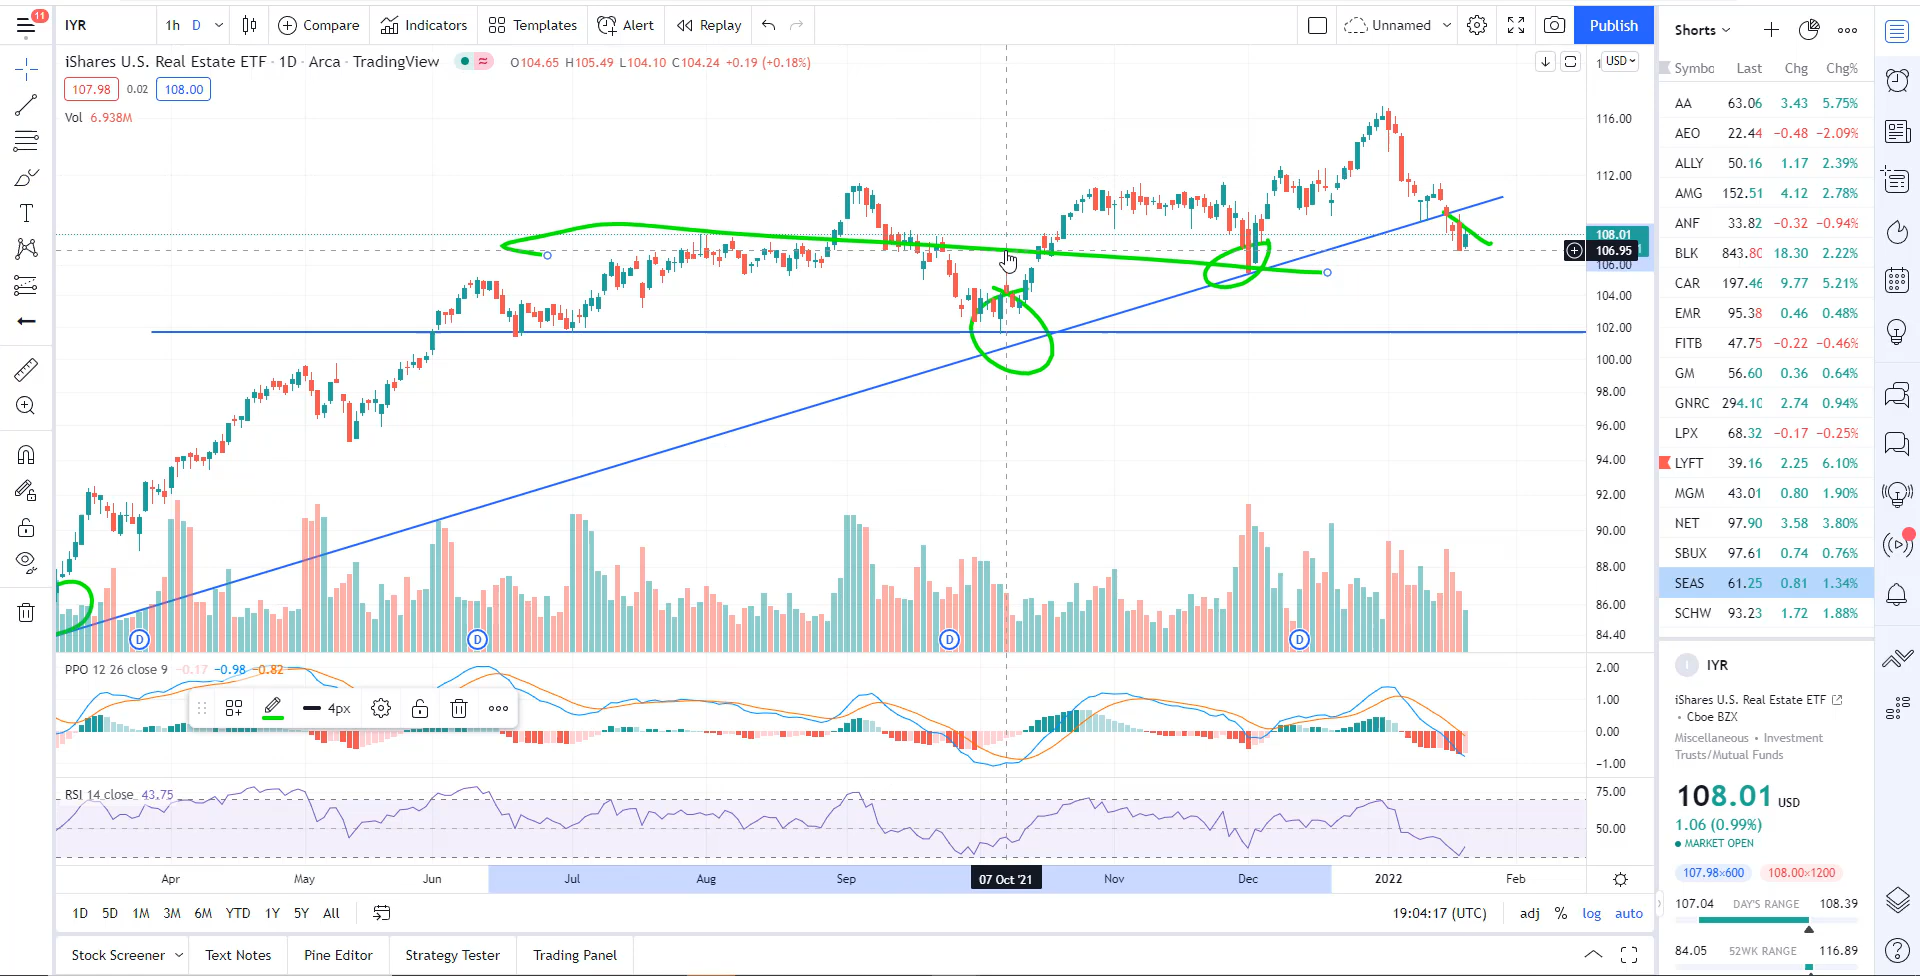 11 IYR 1h D Compare Indicators Templates Alert Replay Unnamed Publish
iShares U.S. Real Estate ETF · 1D · Arca · TradingView ≈ O104.65 H105.49 L104.10 C104.24 +0.19 (+0.18%)
107.98 0.02 108.00
Vol 6.938M
USD
116.00
112.00
108.01
106.95
106.00
104.00
102.00
100.00
98.00
96.00
94.00
92.00
90.00
88.00
86.00
84.40
D D D D
PPO 12 26 close 9 −0.17 −0.98 −0.82
4px
2.00
1.00
0.00
−1.00
RSI 14 close 43.75
75.00
50.00
Apr May Jun Jul Aug Sep 07 Oct '21 Nov Dec 2022 Feb
1D 5D 1M 3M 6M YTD 1Y 5Y All 19:04:17 (UTC) adj % log auto
Stock Screener Text Notes Pine Editor Strategy Tester Trading Panel
Shorts
Symbo Last Chg Chg%
AA 63.06 3.43 5.75%
AEO 22.44 −0.48 −2.09%
ALLY 50.16 1.17 2.39%
AMG 152.51 4.12 2.78%
ANF 33.82 −0.32 −0.94%
BLK 843.80 18.30 2.22%
CAR 197.46 9.77 5.21%
EMR 95.38 0.46 0.48%
FITB 47.75 −0.22 −0.46%
GM 56.60 0.36 0.64%
GNRC 294.10 2.74 0.94%
LPX 68.32 −0.17 −0.25%
LYFT 39.16 2.25 6.10%
MGM 43.01 0.80 1.90%
NET 97.90 3.58 3.80%
SBUX 97.61 0.74 0.76%
SEAS 61.25 0.81 1.34%
SCHW 93.23 1.72 1.88%
I IYR
iShares U.S. Real Estate ETF
• Cboe BZX
Miscellaneous • Investment
Trusts/Mutual Funds
108.01 USD
1.06 (0.99%)
MARKET OPEN
107.98×600 108.00×1200
107.04 DAY'S RANGE 108.39
84.05 52WK RANGE 116.89